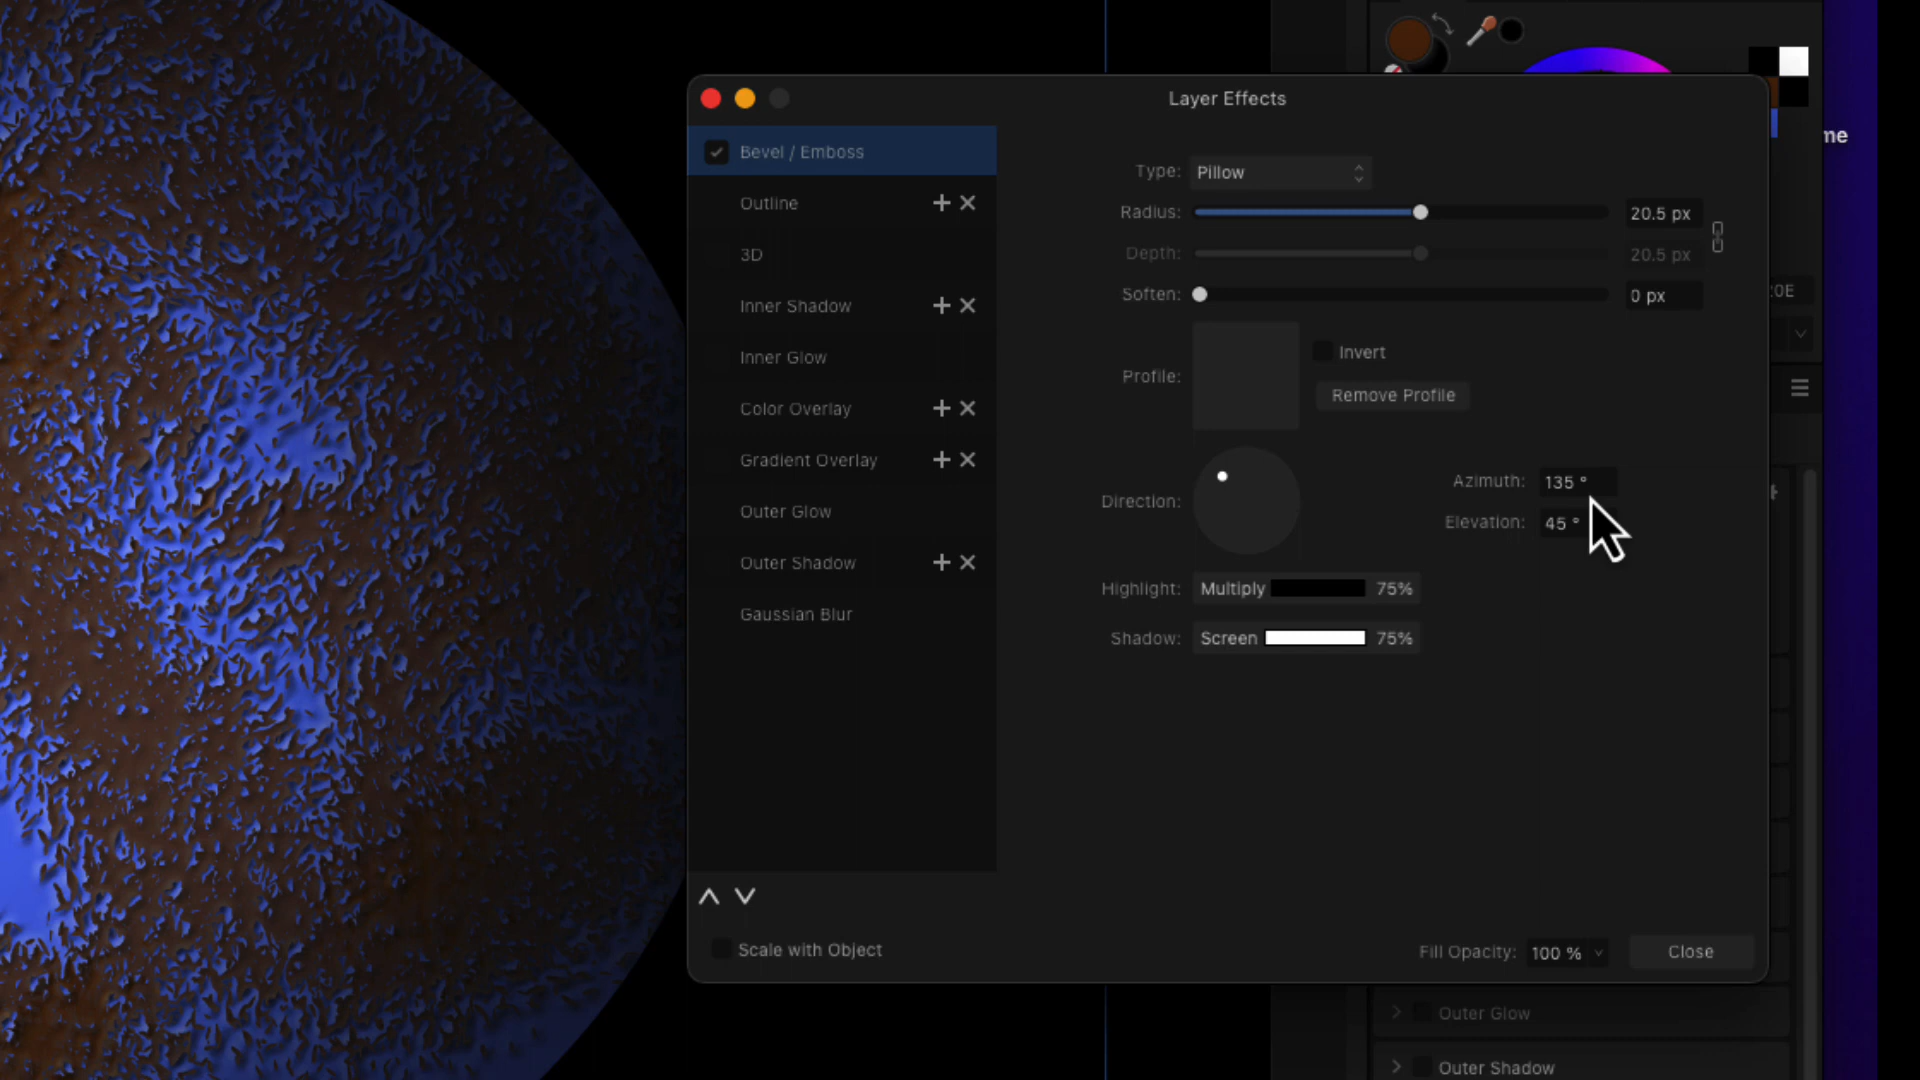 Layer Effects
Bevel / Emboss
Outline
3D
Inner Shadow
Inner Glow
Color Overlay
Gradient Overlay
Outer Glow
Outer Shadow
Gaussian Blur
Type: Pillow
Radius: 20.5 px
Depth: 20.5 px
Soften: 0 px
Profile:
Invert
Remove Profile
Direction:
Azimuth: 135 °
Elevation: 45 °
Highlight: Multiply 75%
Shadow: Screen 75%
Scale with Object
Fill Opacity: 100 %
Close
Outer Glow
Outer Shadow